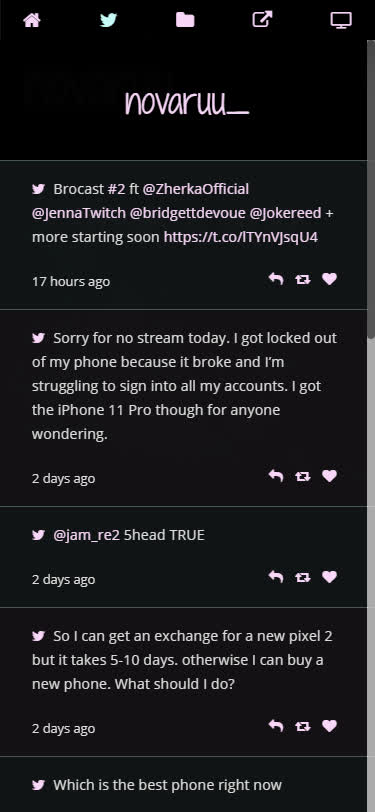 novaruu__
Brocast #2 ft @ZherkaOfficial
@JennaTwitch @bridgettdevoue @Jokereed +
more starting soon https://t.co/lTYnVJsqU4
17 hours ago
Sorry for no stream today. I got locked out
of my phone because it broke and I'm
struggling to sign into all my accounts. I got
the iPhone 11 Pro though for anyone
wondering.
2 days ago
@jam_re2 5head TRUE
2 days ago
So I can get an exchange for a new pixel 2
but it takes 5-10 days. otherwise I can buy a
new phone. What should I do?
2 days ago
Which is the best phone right now